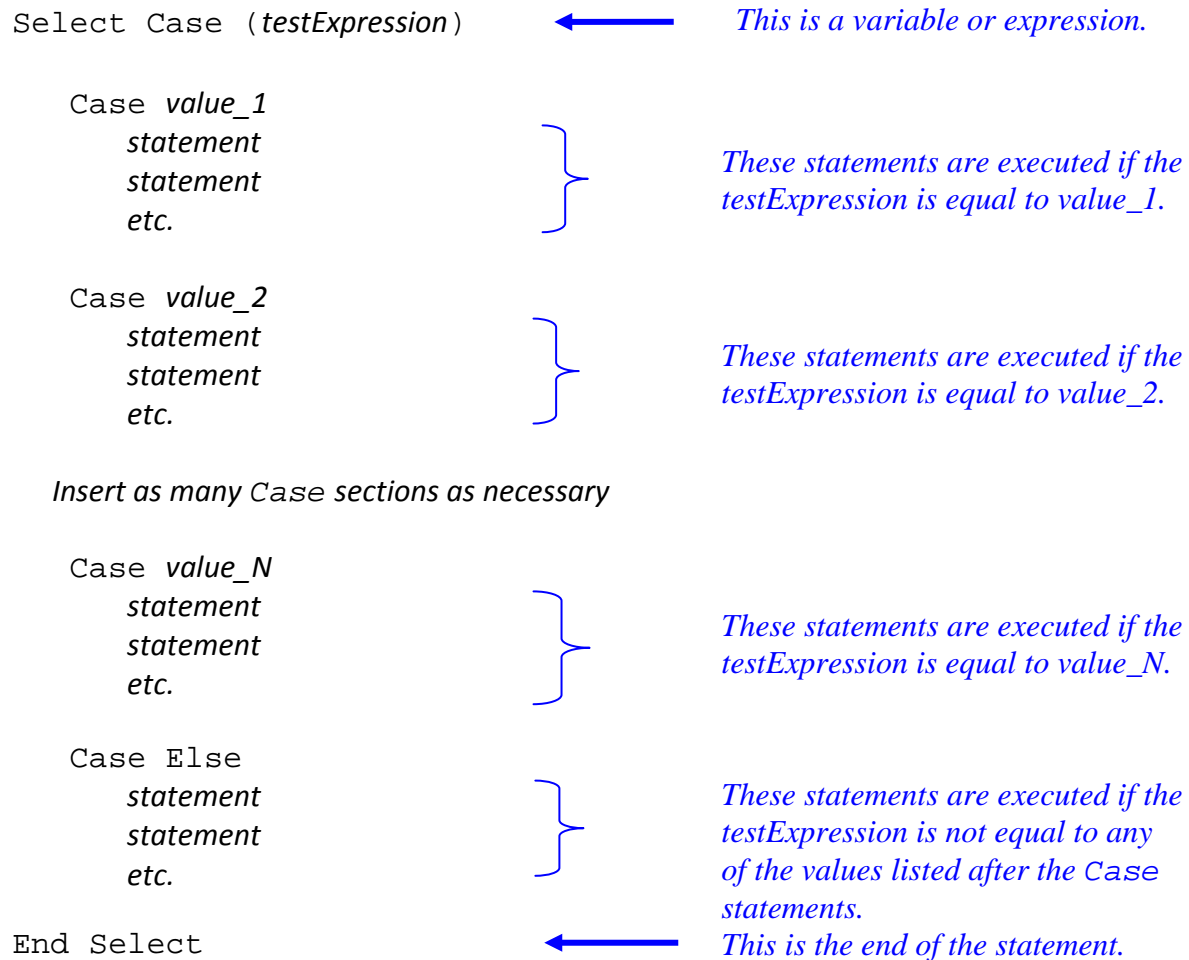 Select Case (testExpression) This is a variable or expression.
Case value_1
statement
statement
etc.
These statements are executed if the
testExpression is equal to value_1.
Case value_2
statement
statement
etc.
These statements are executed if the
testExpression is equal to value_2.
Insert as many Case sections as necessary
Case value_N
statement
statement
etc.
These statements are executed if the
testExpression is equal to value_N.
Case Else
statement
statement
etc.
These statements are executed if the
testExpression is not equal to any
of the values listed after the Case
statements.
End Select This is the end of the statement.